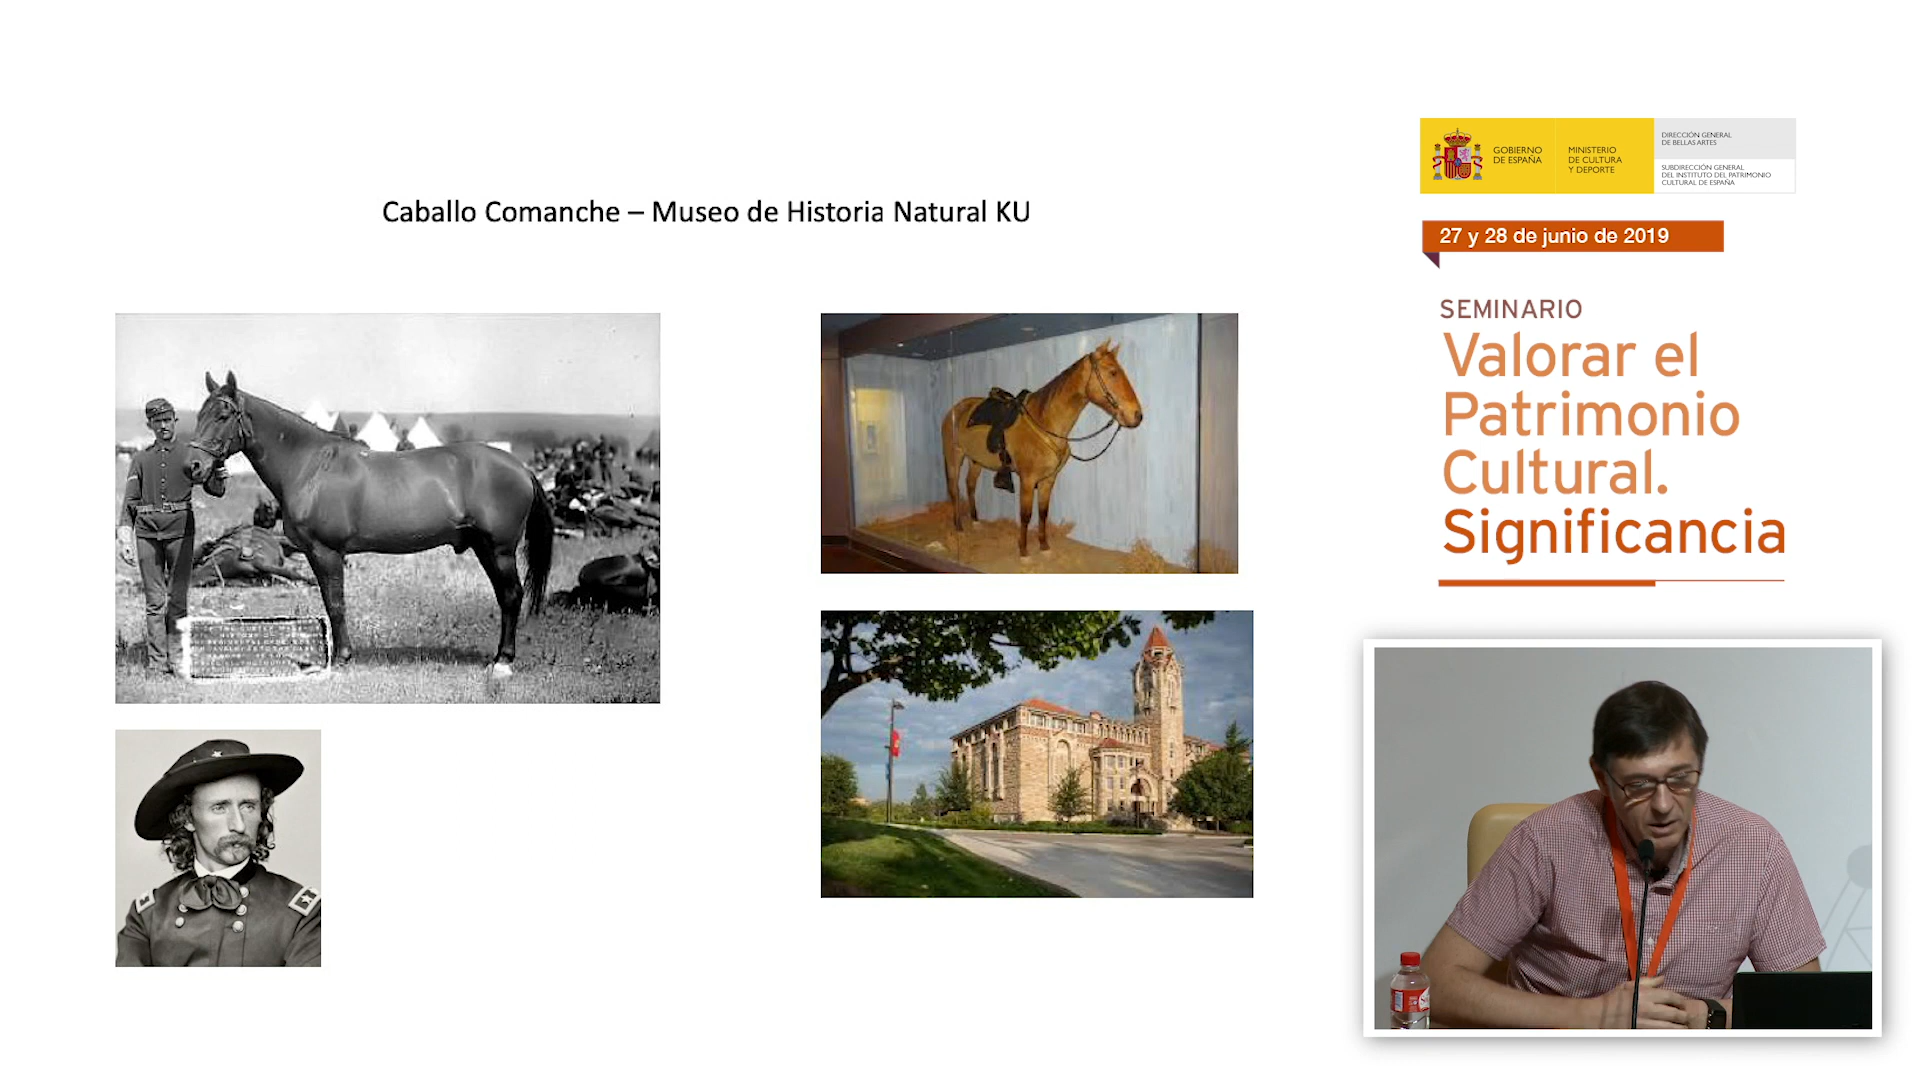 Caballo Comanche – Museo de Historia Natural KU
GOBIERNO
DE ESPAÑA
MINISTERIO
DE CULTURA
Y DEPORTE
DIRECCIÓN GENERAL
DE BELLAS ARTES
SUBDIRECCIÓN GENERAL
DEL INSTITUTO DEL PATRIMONIO
CULTURAL DE ESPAÑA
27 y 28 de junio de 2019
SEMINARIO
Valorar el
Patrimonio
Cultural.
Significancia